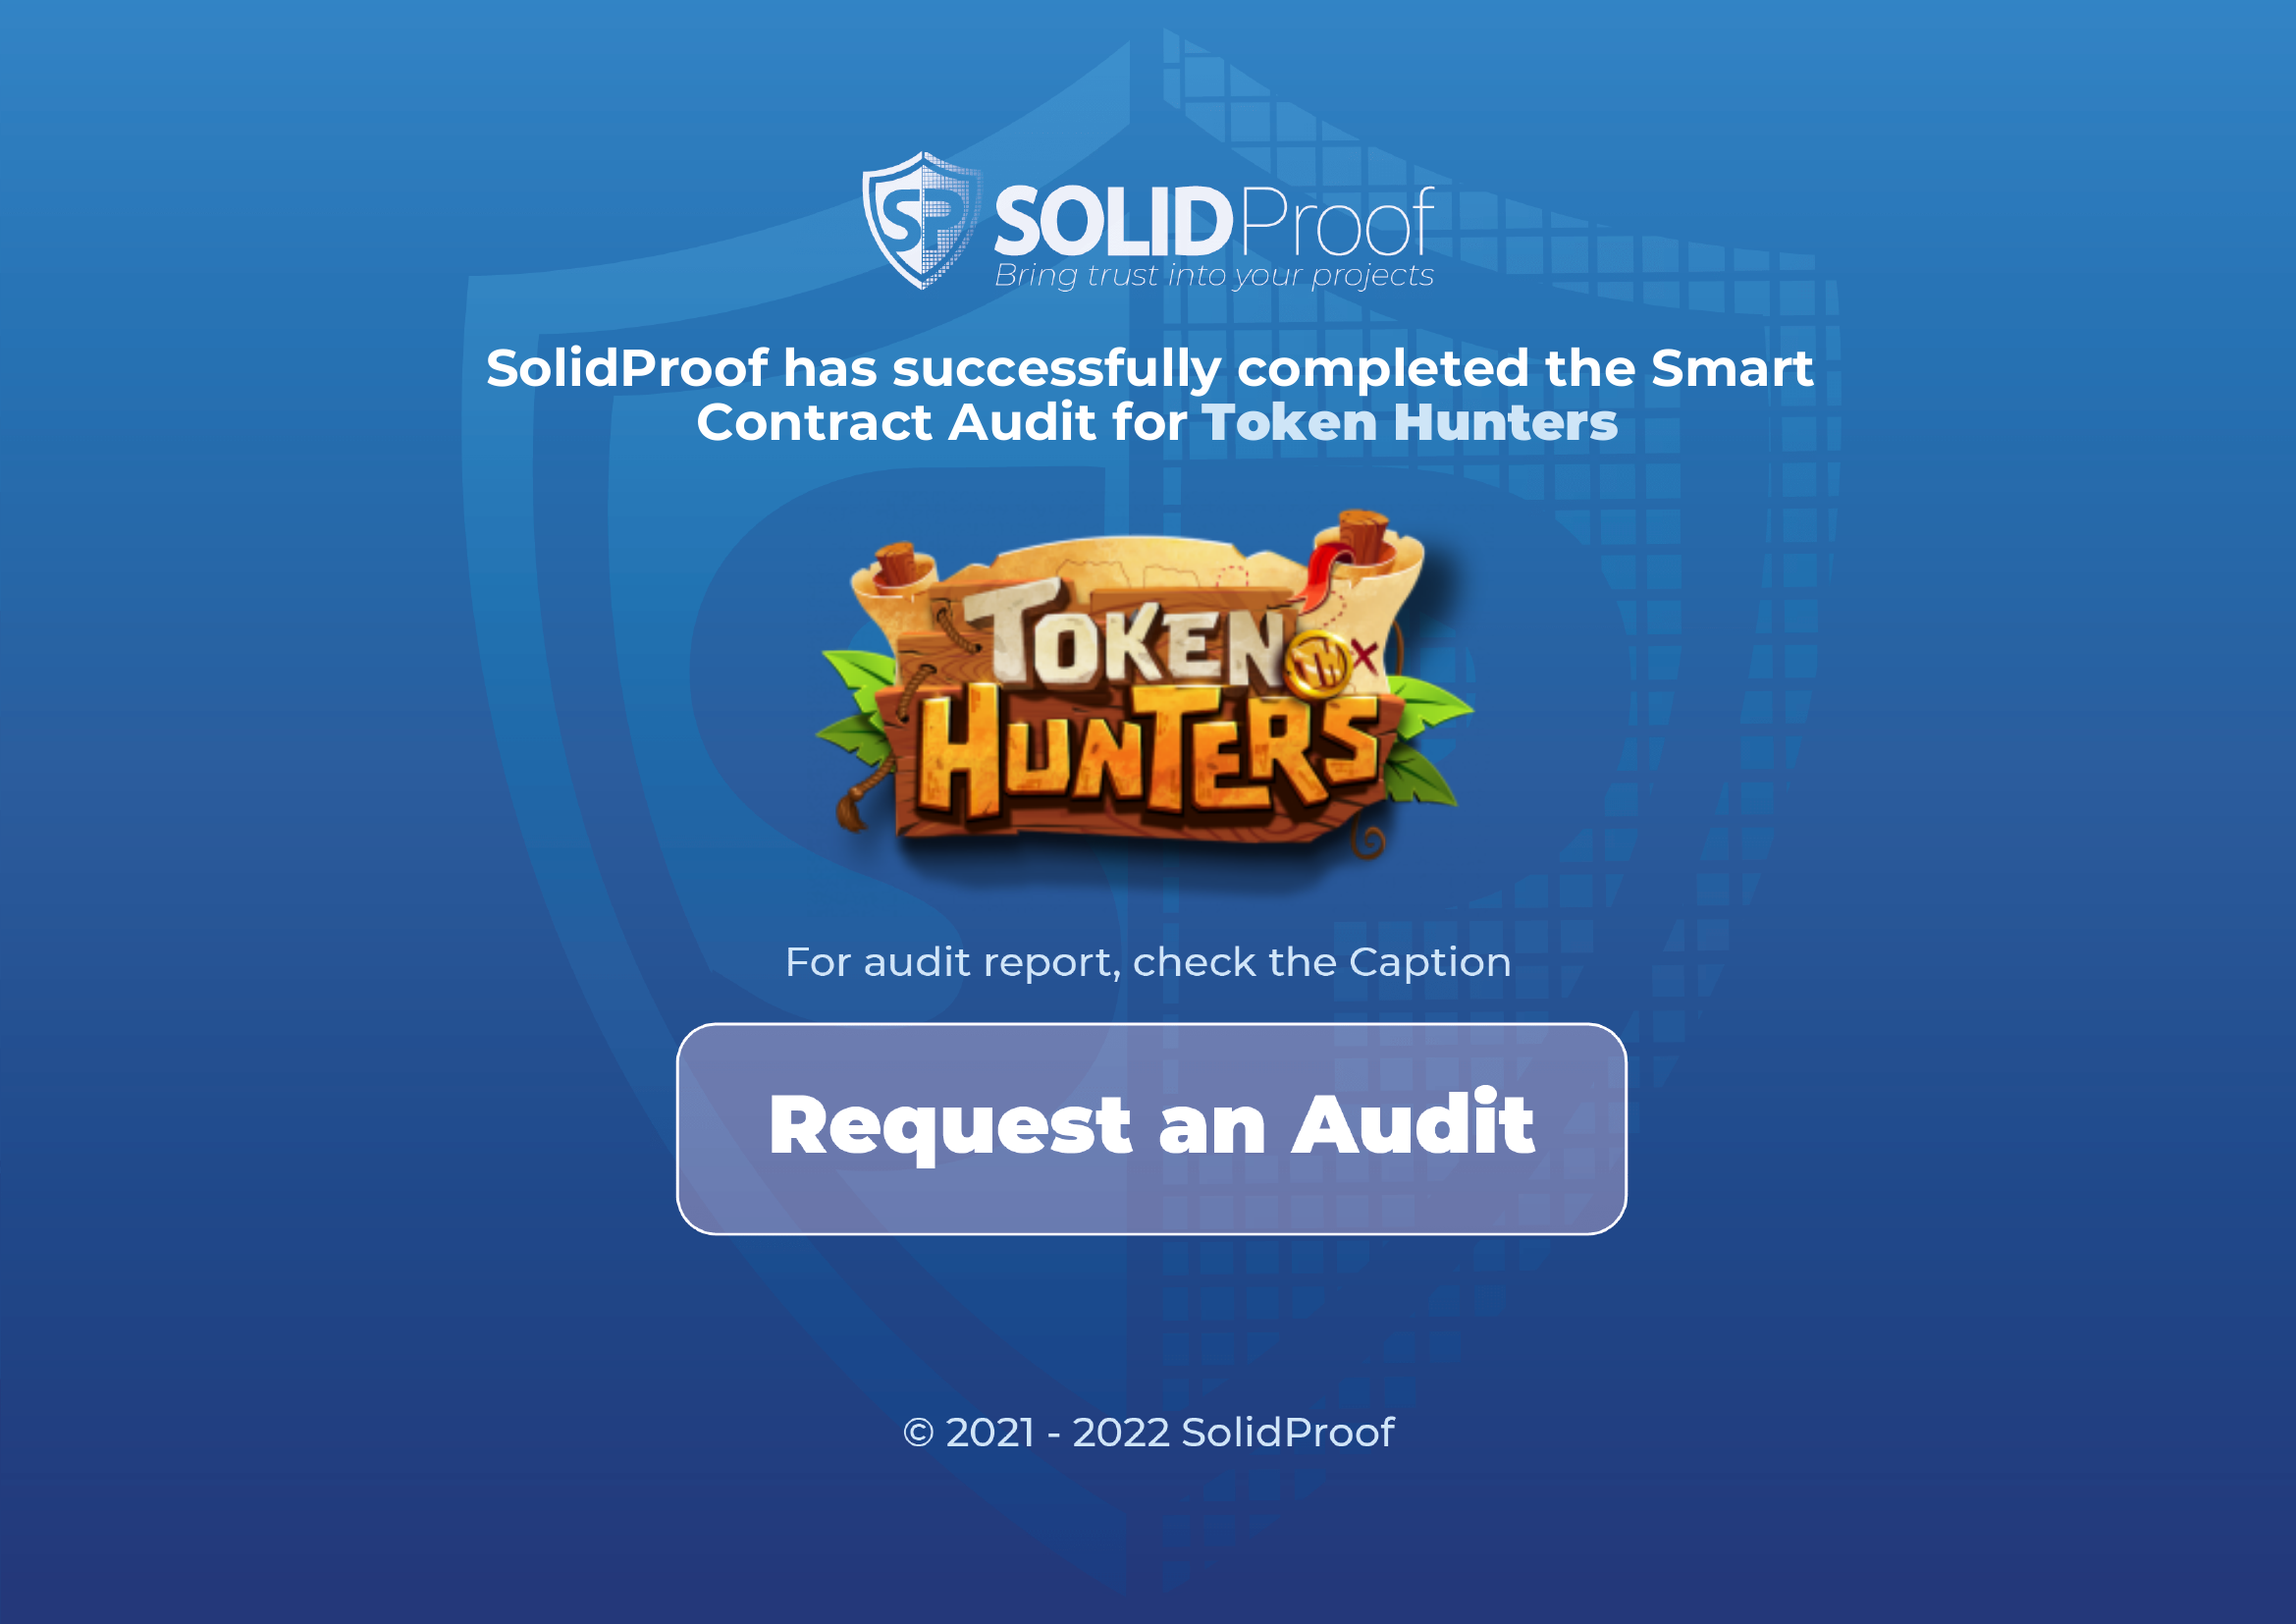 SP SOLIDProof
Bring trust into your projects
SolidProof has successfully completed the Smart
Contract Audit for Token Hunters
TOKEN
HUNTERS
For audit report, check the Caption
Request an Audit
© 2021 - 2022 SolidProof